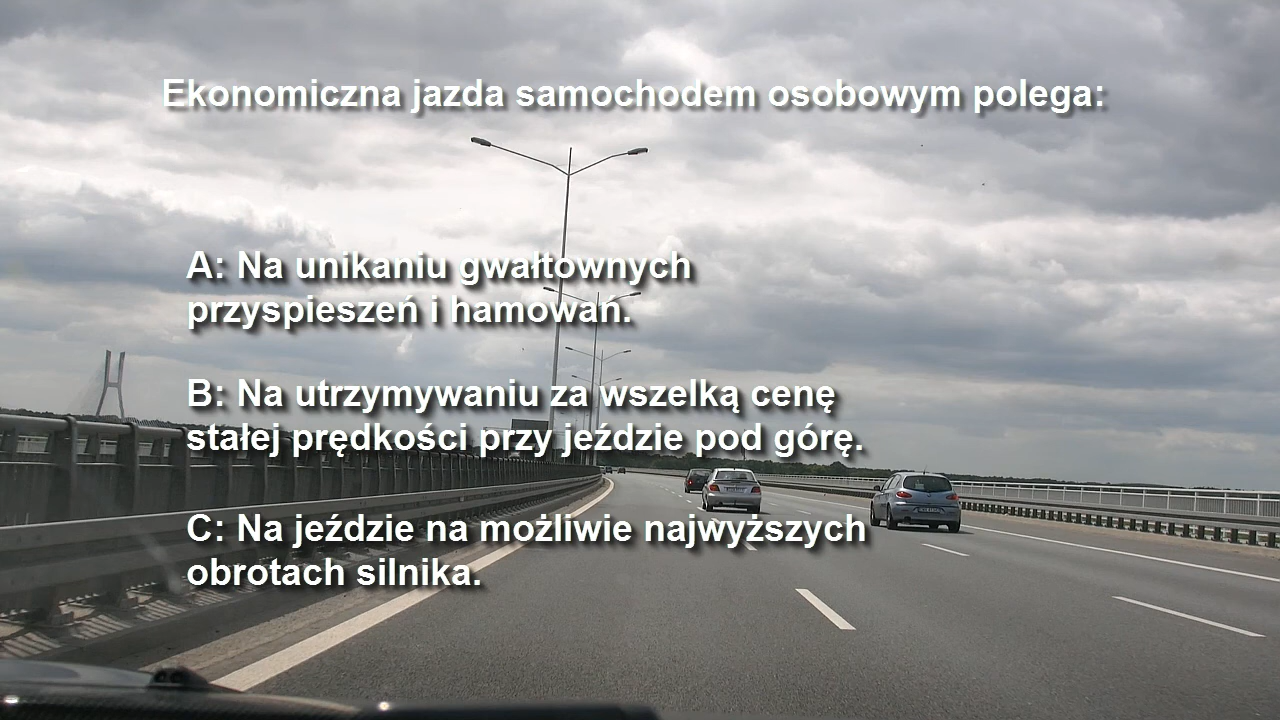 Ekonomiczna jazda samochodem osobowym polega:
A: Na unikaniu gwałtownych
przyspieszeń i hamowań.
B: Na utrzymywaniu za wszelką cenę
stałej prędkości przy jeździe pod górę.
C: Na jeździe na możliwie najwyższych
obrotach silnika.